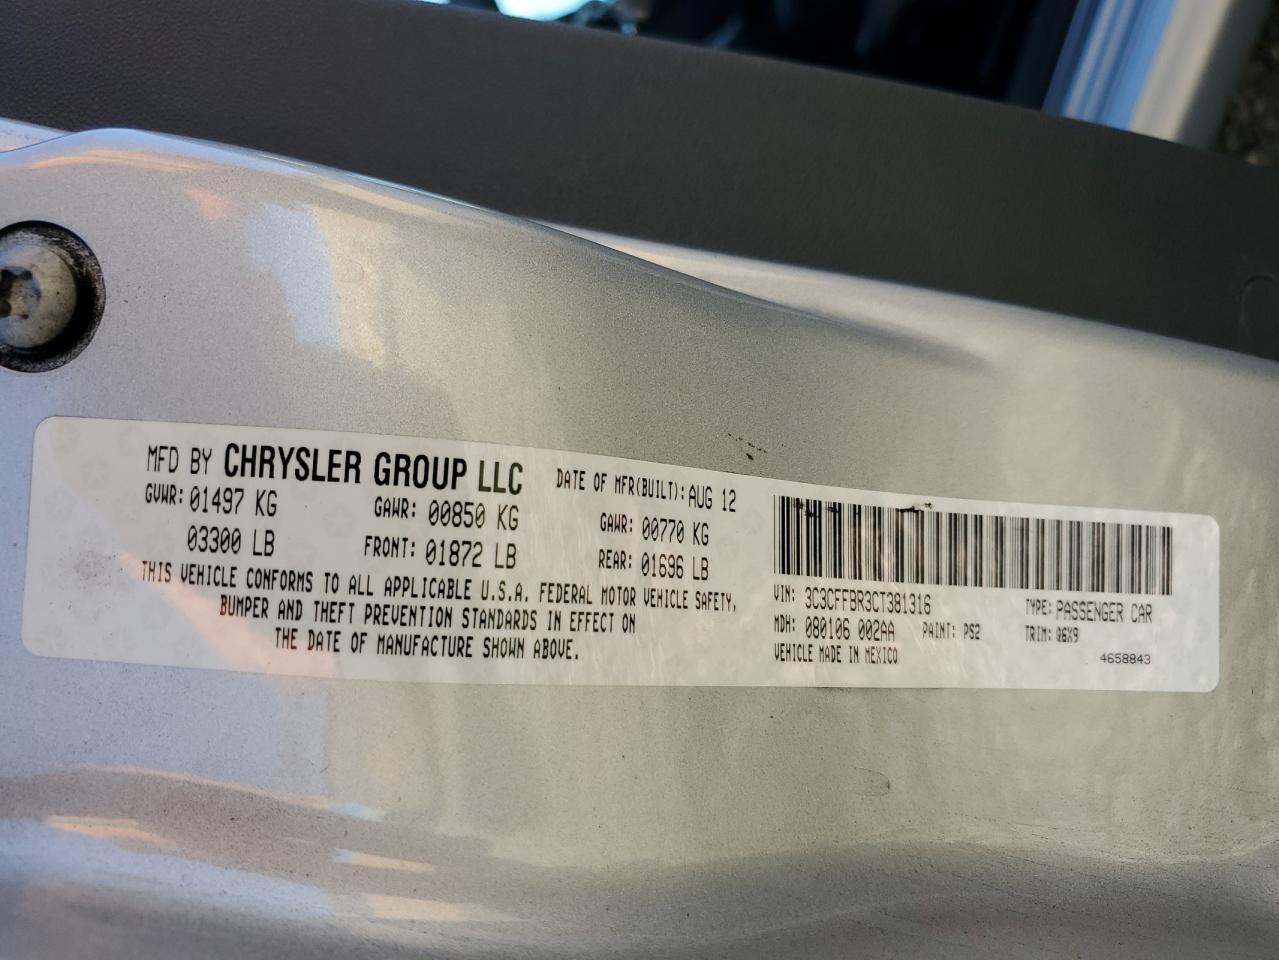 MFD BY CHRYSLER GROUP LLC DATE OF MFR(BUILT): AUG 12
GVWR: 01497 KG GAWR: 00850 KG GAWR: 00770 KG
03300 LB FRONT: 01872 LB REAR: 01696 LB
THIS VEHICLE CONFORMS TO ALL APPLICABLE U.S.A. FEDERAL MOTOR VEHICLE SAFETY,
BUMPER AND THEFT PREVENTION STANDARDS IN EFFECT ON
THE DATE OF MANUFACTURE SHOWN ABOVE.
VIN: 3C3CFFBR3CT381316 TYPE: PASSENGER CAR
MDH: 080106 002AA PAINT: PS2 TRIM: Q6X9
VEHICLE MADE IN MEXICO 4658843